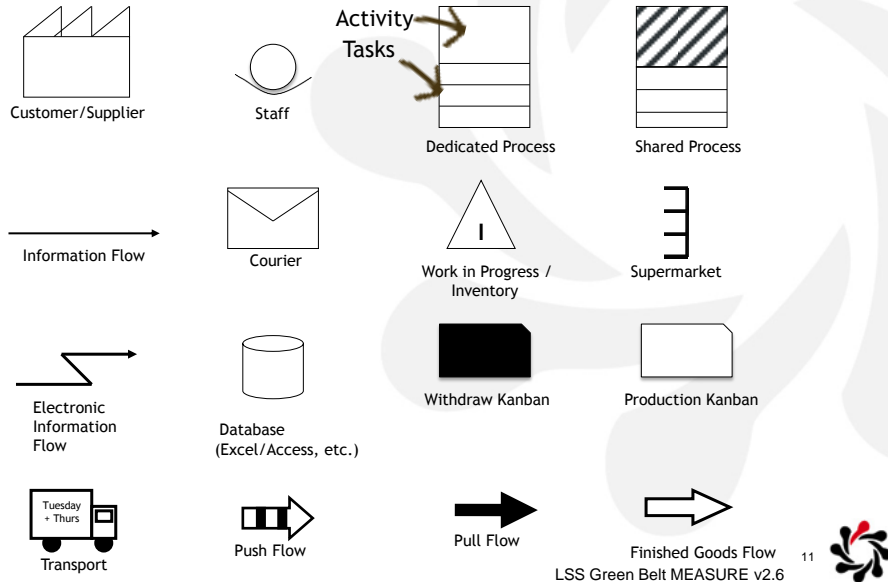 Activity
Tasks
Customer/Supplier
Staff
Dedicated Process
Shared Process
Information Flow
Courier
I
Work in Progress /
Inventory
Supermarket
Electronic
Information
Flow
Database
(Excel/Access, etc.)
Withdraw Kanban
Production Kanban
Tuesday
+ Thurs
Transport
Push Flow
Pull Flow
Finished Goods Flow
11
LSS Green Belt MEASURE v2.6